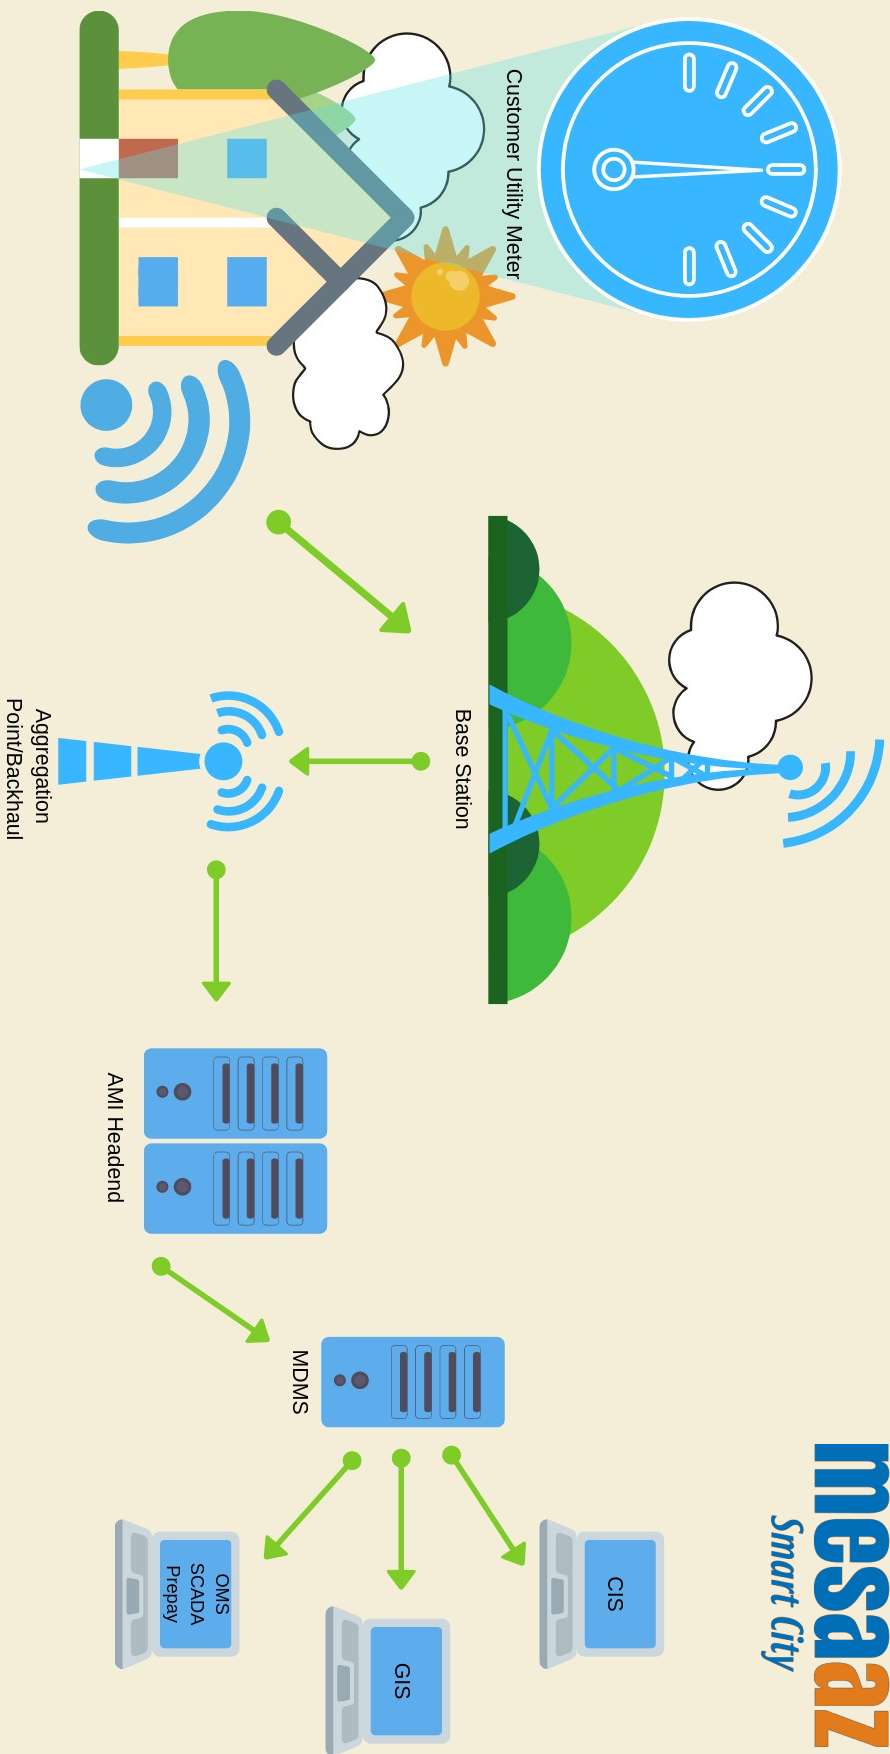 mesaaz
Smart City
Customer Utility Meter
Base Station
Aggregation
Point/Backhaul
AMI Headend
MDMS
CIS
GIS
OMS
SCADA
Prepay